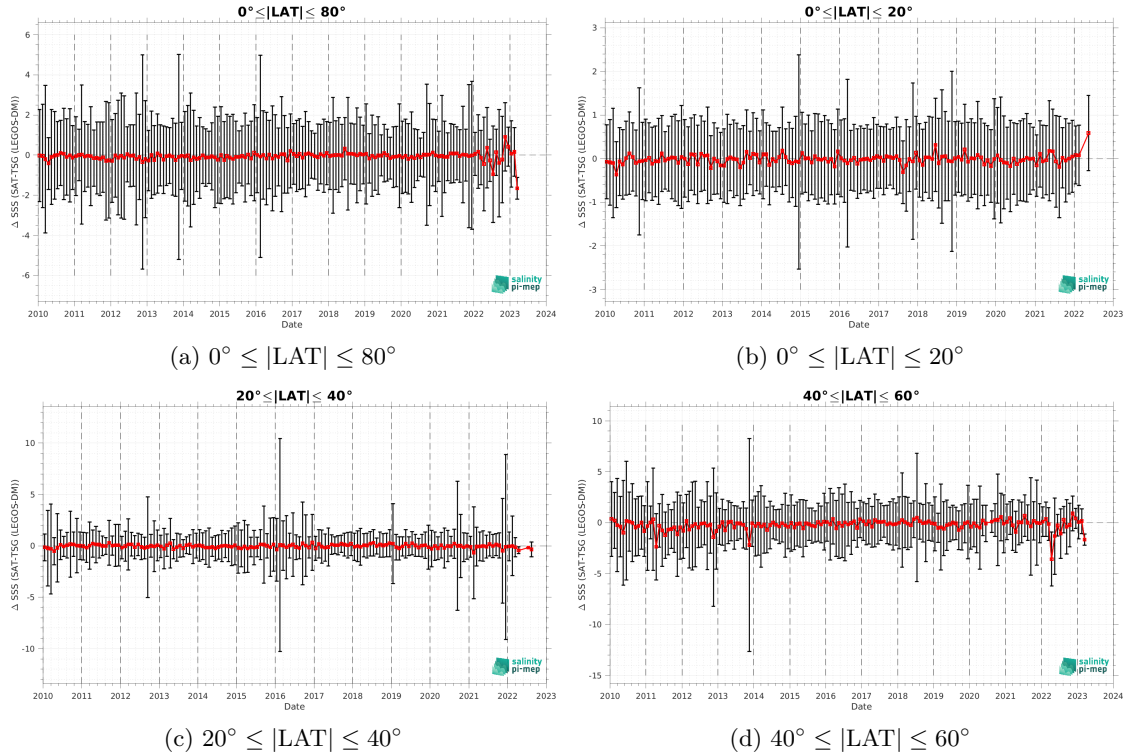 0°≤|LAT|≤ 80°
Δ SSS (SAT-TSG (LEGOS-DM))
6
4
2
0
-2
-4
-6
salinity
pi-mep
2010 2011 2012 2013 2014 2015 2016 2017 2018 2019 2020 2021 2022 2023 2024
Date
(a) 0° ≤ |LAT| ≤ 80°
0°≤|LAT|≤ 20°
Δ SSS (SAT-TSG (LEGOS-DM))
3
2
1
0
-1
-2
-3
salinity
pi-mep
2010 2011 2012 2013 2014 2015 2016 2017 2018 2019 2020 2021 2022 2023
Date
(b) 0° ≤ |LAT| ≤ 20°
20°≤|LAT|≤ 40°
Δ SSS (SAT-TSG (LEGOS-DM))
10
5
0
-5
-10
salinity
pi-mep
2010 2011 2012 2013 2014 2015 2016 2017 2018 2019 2020 2021 2022 2023
Date
(c) 20° ≤ |LAT| ≤ 40°
40°≤|LAT|≤ 60°
Δ SSS (SAT-TSG (LEGOS-DM))
10
5
0
-5
-10
-15
salinity
pi-mep
2010 2011 2012 2013 2014 2015 2016 2017 2018 2019 2020 2021 2022 2023 2024
Date
(d) 40° ≤ |LAT| ≤ 60°